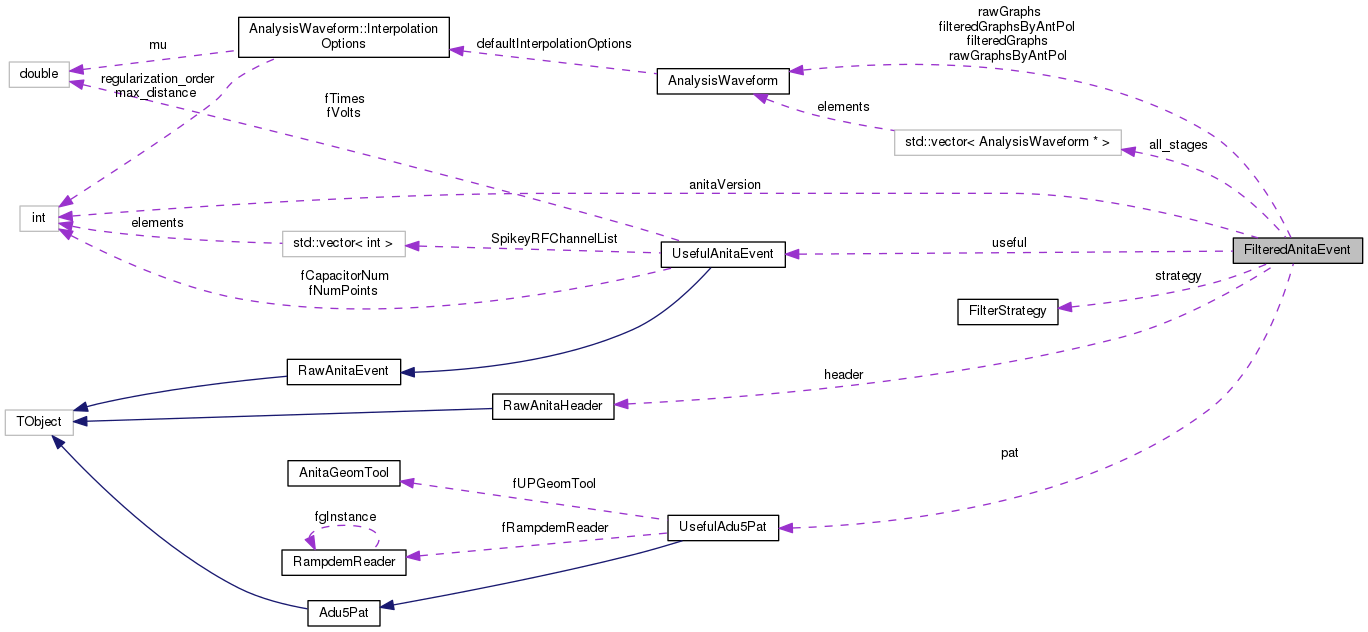 rawGraphs
filteredGraphsByAntPol
filteredGraphs
rawGraphsByAntPol
AnalysisWaveform::Interpolation
Options
mu
defaultInterpolationOptions
double
regularization_order
max_distance
AnalysisWaveform
fTimes
fVolts
elements
std::vector< AnalysisWaveform * >
all_stages
anitaVersion
int
elements
std::vector< int >
SpikeyRFChannelList
UsefulAnitaEvent
useful
FilteredAnitaEvent
fCapacitorNum
fNumPoints
strategy
FilterStrategy
RawAnitaEvent
header
RawAnitaHeader
TObject
pat
AnitaGeomTool
fUPGeomTool
fgInstance
fRampdemReader
UsefulAdu5Pat
RampdemReader
Adu5Pat